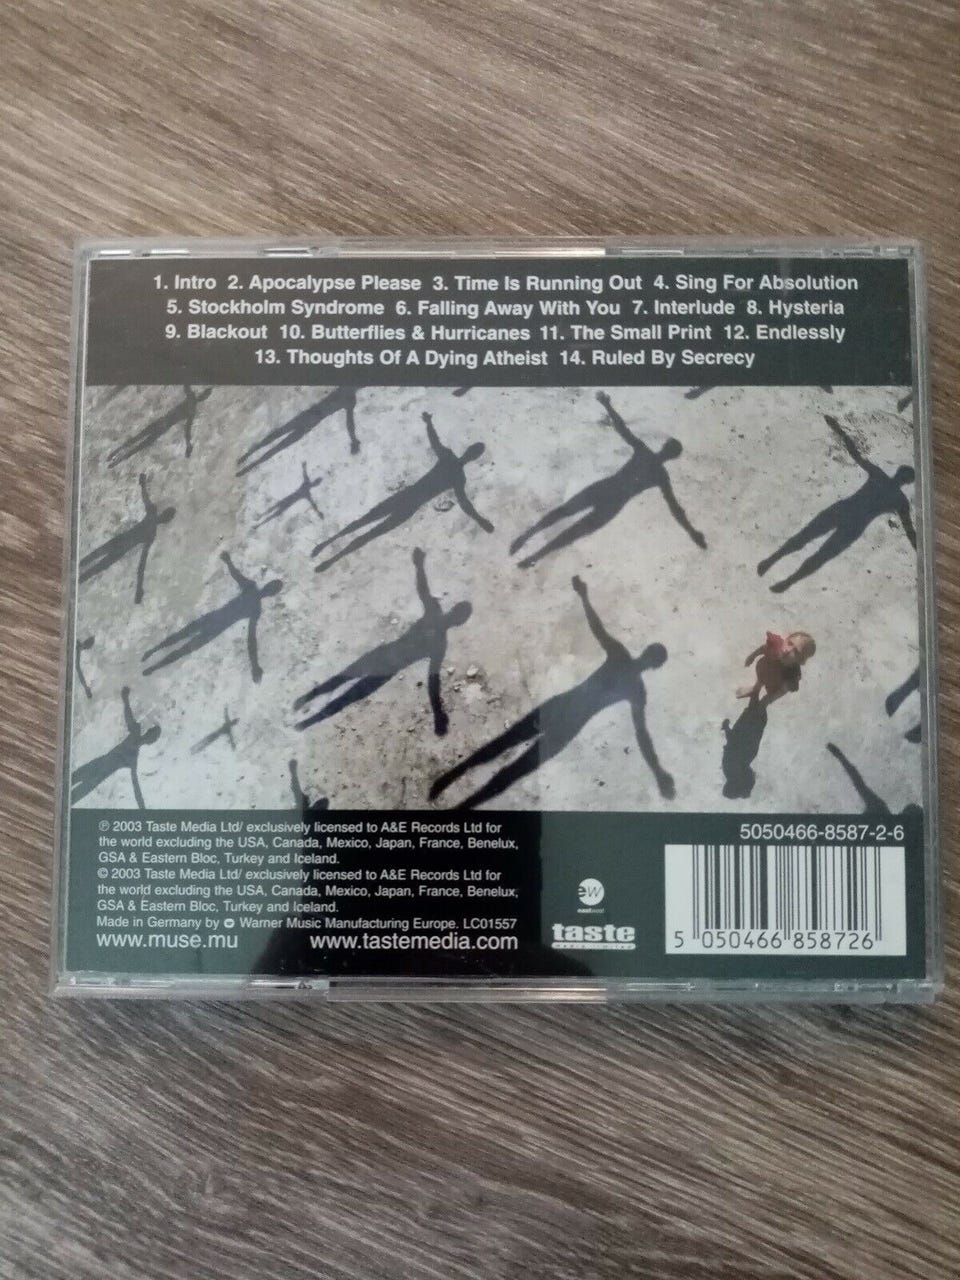 1. Intro 2. Apocalypse Please 3. Time Is Running Out 4. Sing For Absolution
5. Stockholm Syndrome 6. Falling Away With You 7. Interlude 8. Hysteria
9. Blackout 10. Butterflies & Hurricanes 11. The Small Print 12. Endlessly
13. Thoughts Of A Dying Atheist 14. Ruled By Secrecy
℗ 2003 Taste Media Ltd/ exclusively licensed to A&E Records Ltd for
the world excluding the USA, Canada, Mexico, Japan, France, Benelux,
GSA & Eastern Bloc, Turkey and Iceland.
© 2003 Taste Media Ltd/ exclusively licensed to A&E Records Ltd for
the world excluding the USA, Canada, Mexico, Japan, France, Benelux,
GSA & Eastern Bloc, Turkey and Iceland.
Made in Germany by Warner Music Manufacturing Europe. LC01557
www.muse.mu www.tastemedia.com
ew
eastwest
taste
5050466-8587-2-6
5 050466 858726